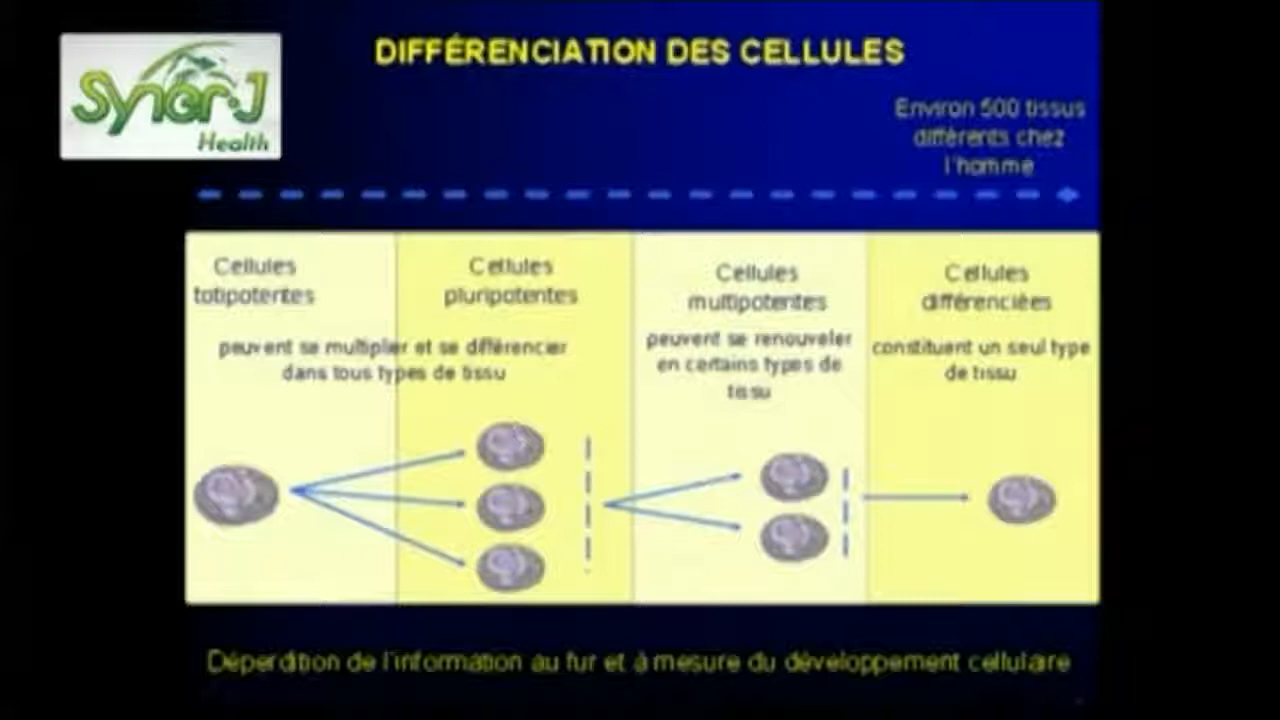 Syner.J
Health
DIFFÉRENCIATION DES CELLULES
Environ 500 tissus
différents chez
l'homme
Cellules
totipotentes
Cellules
pluripotentes
peuvent se multiplier et se différencier
dans tous types de tissu
Cellules
multipotentes
peuvent se renouveler
en certains types de
tissu
Cellules
différenciées
constituent un seul type
de tissu
Déperdition de l'information au fur et à mesure du développement cellulaire